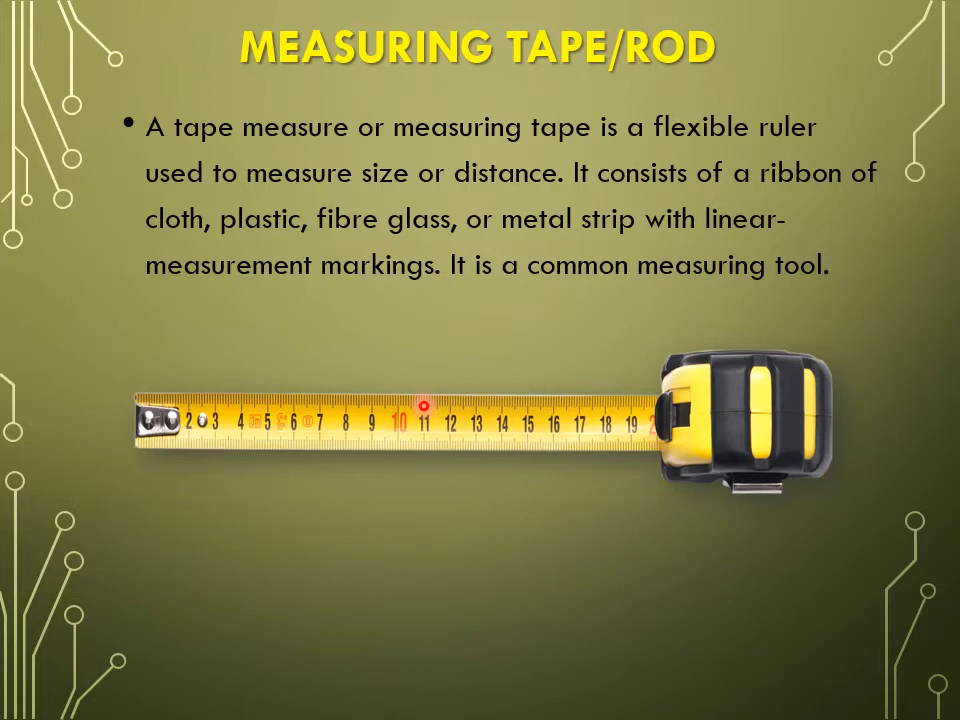 MEASURING TAPE/ROD
• A tape measure or measuring tape is a flexible ruler
used to measure size or distance. It consists of a ribbon of
cloth, plastic, fibre glass, or metal strip with linear-
measurement markings. It is a common measuring tool.
2 3 4 5 6 7 8 9 10 11 12 13 14 15 16 17 18 19 2